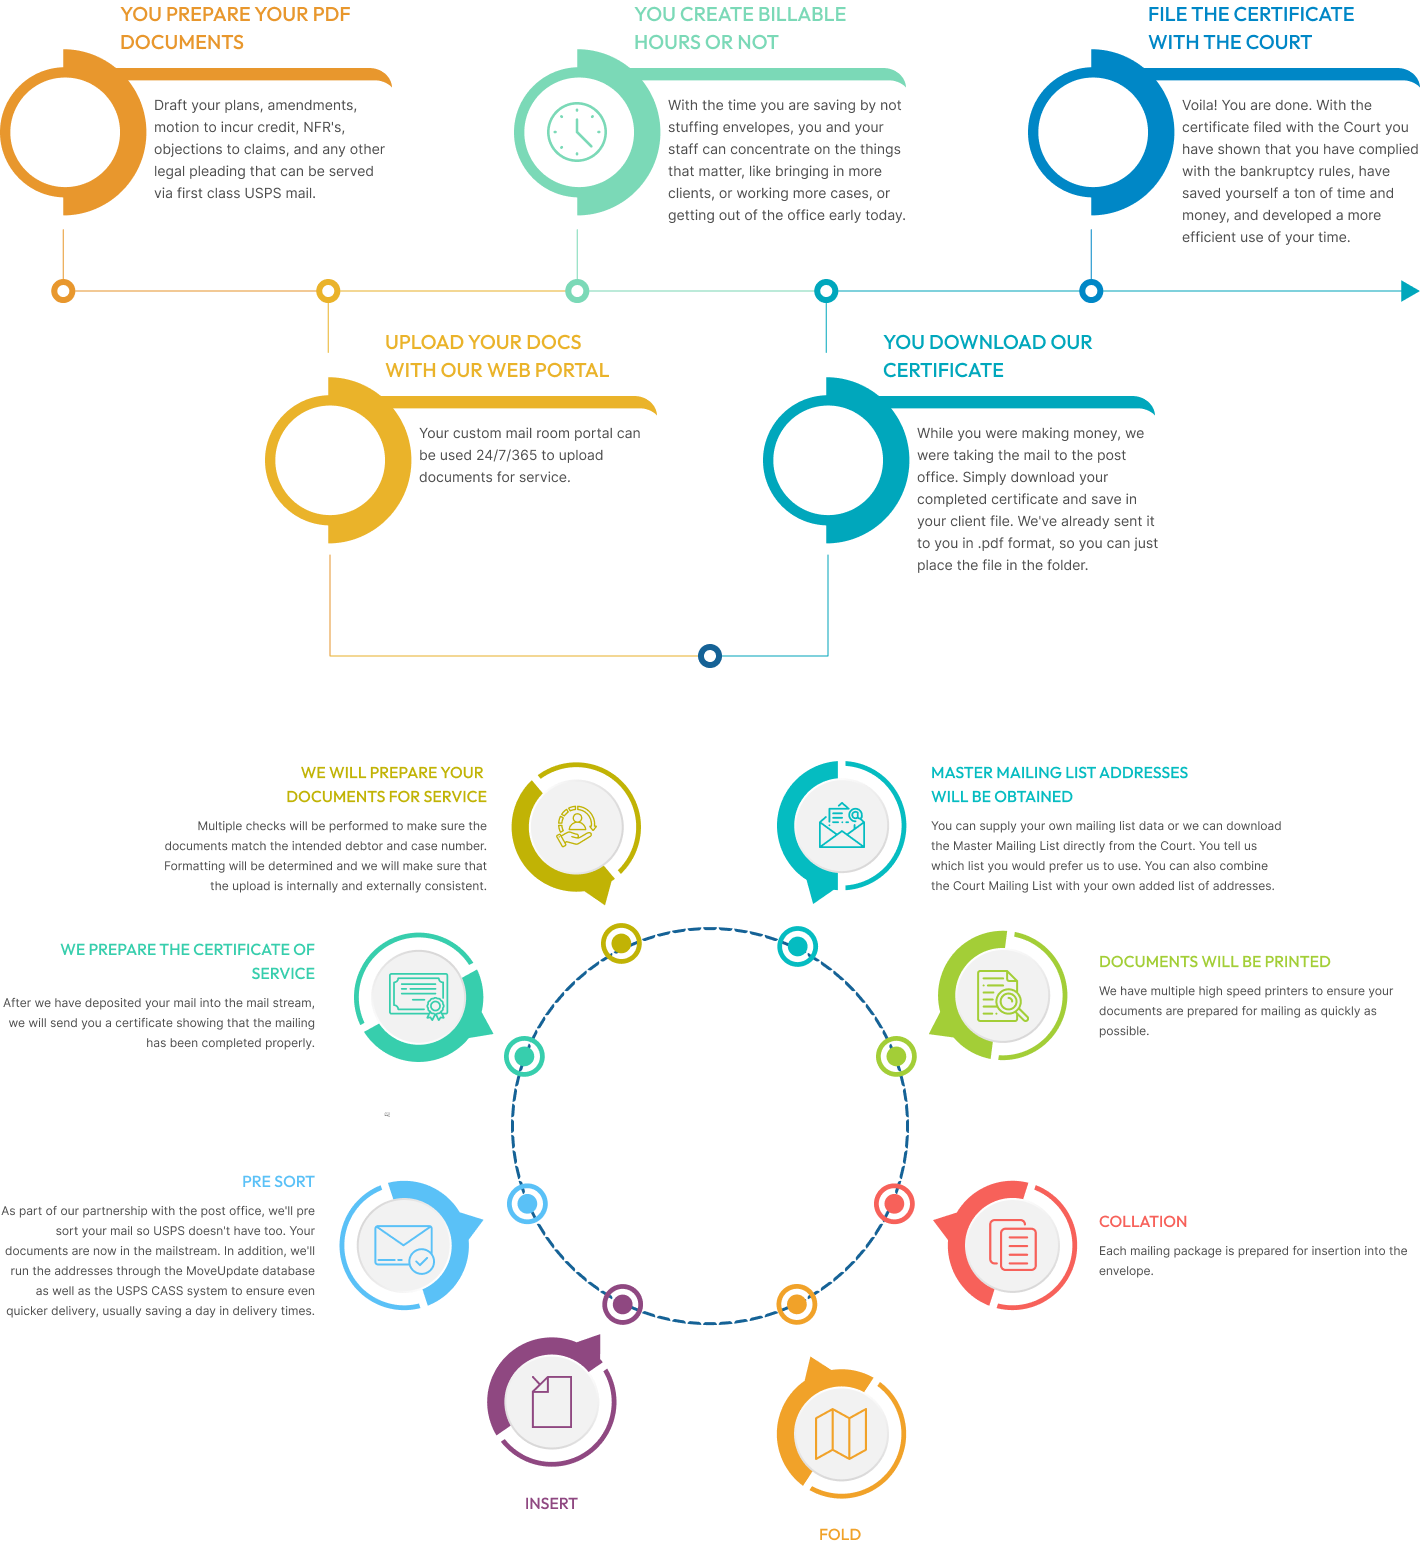 YOU PREPARE YOUR PDF
DOCUMENTS
Draft your plans, amendments,
motion to incur credit, NFR's,
objections to claims, and any other
legal pleading that can be served
via first class USPS mail.
YOU CREATE BILLABLE
HOURS OR NOT
With the time you are saving by not
stuffing envelopes, you and your
staff can concentrate on the things
that matter, like bringing in more
clients, or working more cases, or
getting out of the office early today.
FILE THE CERTIFICATE
WITH THE COURT
Voila! You are done. With the
certificate filed with the Court you
have shown that you have complied
with the bankruptcy rules, have
saved yourself a ton of time and
money, and developed a more
efficient use of your time.
UPLOAD YOUR DOCS
WITH OUR WEB PORTAL
Your custom mail room portal can
be used 24/7/365 to upload
documents for service.
YOU DOWNLOAD OUR
CERTIFICATE
While you were making money, we
were taking the mail to the post
office. Simply download your
completed certificate and save in
your client file. We've already sent it
to you in .pdf format, so you can just
place the file in the folder.
WE WILL PREPARE YOUR
DOCUMENTS FOR SERVICE
Multiple checks will be performed to make sure the
documents match the intended debtor and case number.
Formatting will be determined and we will make sure that
the upload is internally and externally consistent.
MASTER MAILING LIST ADDRESSES
WILL BE OBTAINED
You can supply your own mailing list data or we can download
the Master Mailing List directly from the Court. You tell us
which list you would prefer us to use. You can also combine
the Court Mailing List with your own added list of addresses.
WE PREPARE THE CERTIFICATE OF
SERVICE
After we have deposited your mail into the mail stream,
we will send you a certificate showing that the mailing
has been completed properly.
DOCUMENTS WILL BE PRINTED
We have multiple high speed printers to ensure your
documents are prepared for mailing as quickly as
possible.
PRE SORT
As part of our partnership with the post office, we'll pre
sort your mail so USPS doesn't have too. Your
documents are now in the mailstream. In addition, we'll
run the addresses through the MoveUpdate database
as well as the USPS CASS system to ensure even
quicker delivery, usually saving a day in delivery times.
COLLATION
Each mailing package is prepared for insertion into the
envelope.
INSERT
FOLD